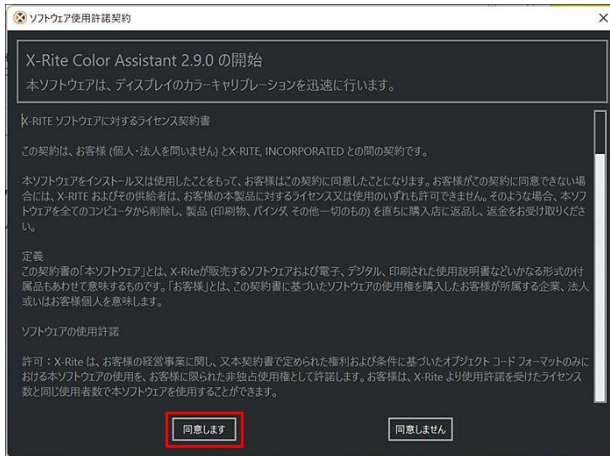 ソフトウェア使用許諾契約
X-Rite Color Assistant 2.9.0 の開始
本ソフトウェアは、ディスプレイのカラーキャリブレーションを迅速に行います。
X-RITE ソフトウェアに対するライセンス契約書
この契約は、お客様 (個人・法人を問いません) とX-RITE, INCORPORATED との間の契約です。
本ソフトウェアをインストール又は使用したことをもって、お客様はこの契約に同意したことになります。お客様がこの契約に同意できない場
合には、X-RITE およびその供給者は、お客様の本製品に対するライセンス又は使用のいずれも許可できません。そのような場合、本ソフ
トウェアを全てのコンピュータから削除し、製品 (印刷物、バインダ、その他一切のもの) を直ちに購入店に返品し、返金をお受け取りくださ
い。
定義
この契約書の「本ソフトウェア」とは、X-Riteが販売するソフトウェアおよび電子、デジタル、印刷された使用説明書などいかなる形式の付
属品もあわせて意味するものです。「お客様」とは、この契約書に基づいたソフトウェアの使用権を購入したお客様が所属する企業、法人
或いはお客様個人を意味します。
ソフトウェアの使用許諾
許可：X-Rite は、お客様の経営事業に関し、又本契約書で定められた権利および条件に基づいたオブジェクト コード フォーマットのみに
おける本ソフトウェアの使用を、お客様に限られた非独占使用権として許諾します。お客様は、X-Rite より使用許諾を受けたライセンス
数と同じ使用者数で本ソフトウェアを使用することができます。
同意します
同意しません